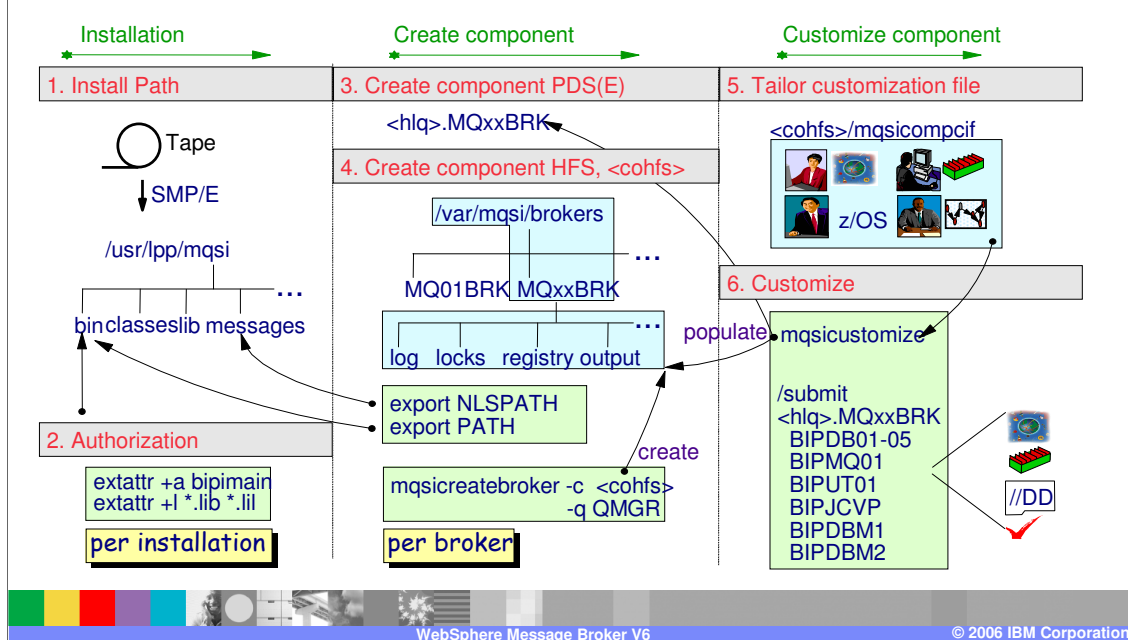 Installation
Create component
Customize component
1. Install Path
3. Create component PDS(E)
5. Tailor customization file
Tape
SMP/E
/usr/lpp/mqsi
...
bin classes lib messages
2. Authorization
extattr +a bipimain
extattr +l *.lib *.lil
per installation
<hlq>.MQxxBRK
4. Create component HFS, <cohfs>
/var/mqsi/brokers
...
MQ01BRK MQxxBRK
...
log locks registry output
export NLSPATH
export PATH
create
mqsicreatebroker -c <cohfs>
-q QMGR
per broker
<cohfs>/mqsicompcif
z/OS
6. Customize
populate
mqsicustomize
/submit
<hlq>.MQxxBRK
BIPDB01-05
BIPMQ01
BIPUT01
BIPJCVP
BIPDBM1
BIPDBM2
//DD
WebSphere Message Broker V6
© 2006 IBM Corporation